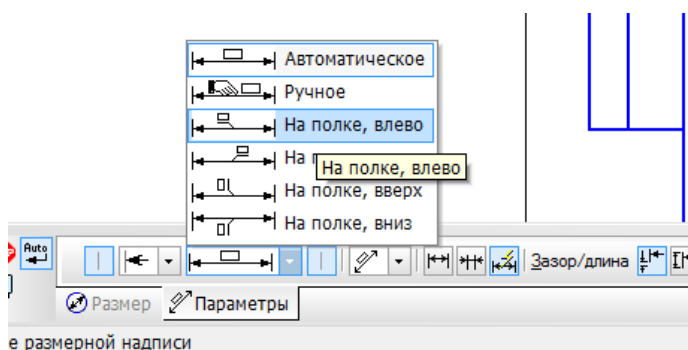 Автоматическое
Ручное
На полке, влево
На п
На полке, влево
На полке, вверх
На полке, вниз
Auto
Зазор/длина
Размер
Параметры
е размерной надписи